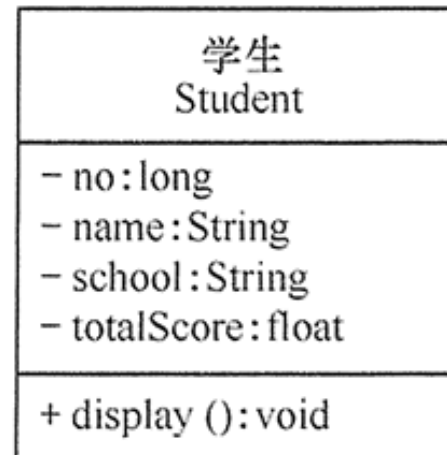 学生
Student
- no:long
- name:String
- school:String
- totalScore:float
+ display ():void